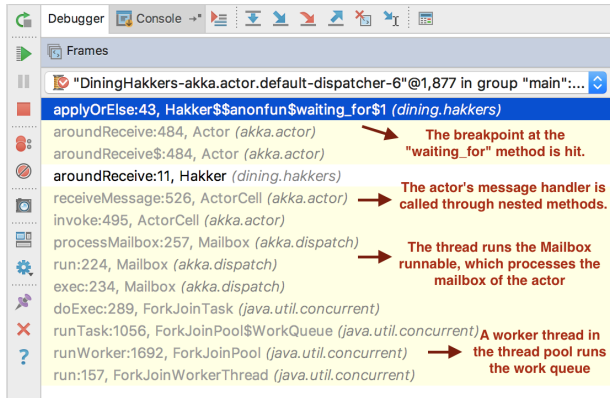 Debugger
Console
Frames
"DiningHakkers-akka.actor.default-dispatcher-6"@1,877 in group "main":...
applyOrElse:43, Hakker$$anonfun$waiting_for$1 (dining.hakkers)
aroundReceive:484, Actor (akka.actor)
aroundReceive$:484, Actor (akka.actor)
The breakpoint at the
"waiting_for" method is hit.
aroundReceive:11, Hakker (dining.hakkers)
receiveMessage:526, ActorCell (akka.actor)
invoke:495, ActorCell (akka.actor)
The actor's message handler is
called through nested methods.
processMailbox:257, Mailbox (akka.dispatch)
run:224, Mailbox (akka.dispatch)
exec:234, Mailbox (akka.dispatch)
The thread runs the Mailbox
runnable, which processes the
mailbox of the actor
doExec:289, ForkJoinTask (java.util.concurrent)
runTask:1056, ForkJoinPool$WorkQueue (java.util.concurrent)
runWorker:1692, ForkJoinPool (java.util.concurrent)
run:157, ForkJoinWorkerThread (java.util.concurrent)
A worker thread in
the thread pool runs
the work queue